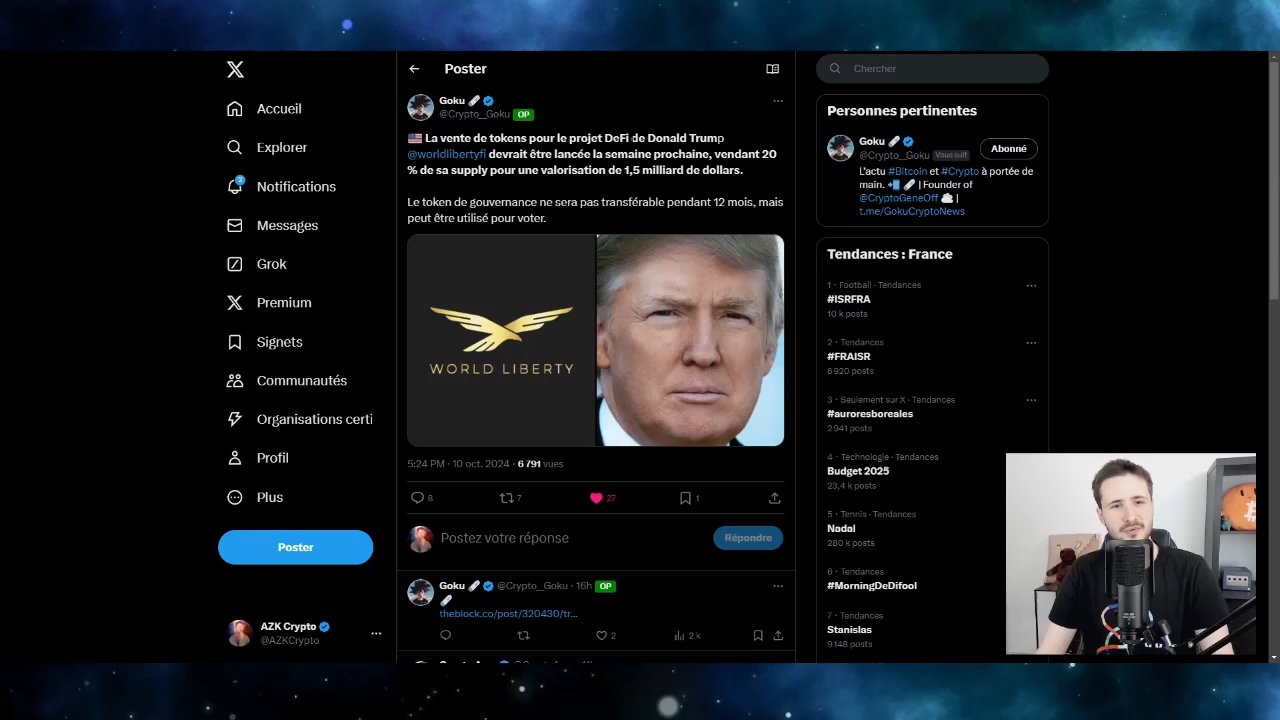 Accueil
Explorer
2
Notifications
Messages
Grok
Premium
Signets
Communautés
Organisations certi
Profil
Plus
Poster
AZK Crypto
@AZKCrypto
Poster
Goku
@Crypto_Goku OP
La vente de tokens pour le projet DeFi de Donald Trump
@worldlibertyfi devrait être lancée la semaine prochaine, vendant 20
% de sa supply pour une valorisation de 1,5 milliard de dollars.
Le token de gouvernance ne sera pas transférable pendant 12 mois, mais
peut être utilisé pour voter.
WORLD LIBERTY
5:24 PM · 10 oct. 2024 · 6 791 vues
8 7 27 1
Postez votre réponse
Répondre
Goku @Crypto_Goku · 16h OP
theblock.co/post/320430/tr...
2 2 k
Chercher
Personnes pertinentes
Goku
@Crypto_Goku Vous suit
Abonné
L'actu #Bitcoin et #Crypto à portée de
main. | Founder of
@CryptoGeneOff |
t.me/GokuCryptoNews
Tendances : France
1 · Football · Tendances
#ISRFRA
10 k posts
2 · Tendances
#FRAISR
6 920 posts
3 · Seulement sur X · Tendances
#auroresboreales
2 941 posts
4 · Technologie · Tendances
Budget 2025
23,4 k posts
5 · Tennis · Tendances
Nadal
280 k posts
6 · Tendances
#MorningDeDifool
7 · Tendances
Stanislas
9 148 posts